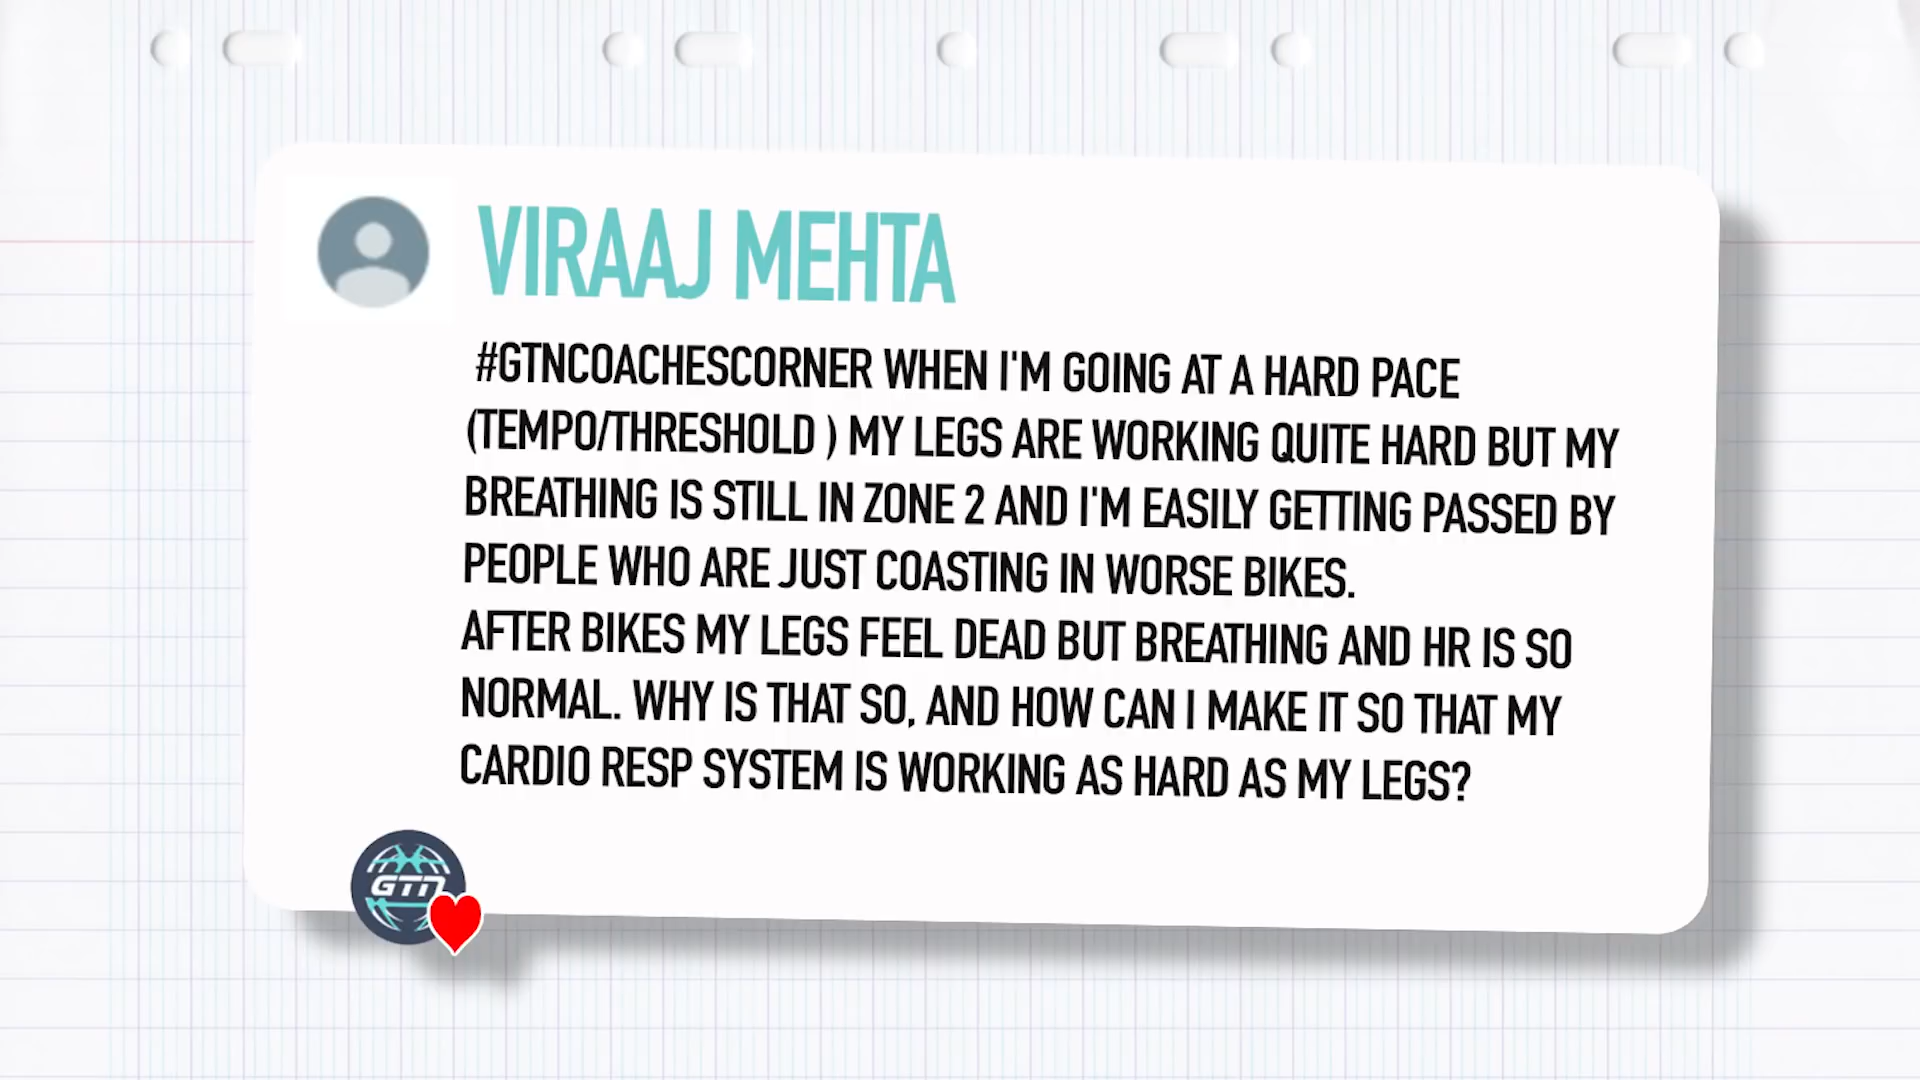 VIRAAJ MEHTA
#GTNCOACHESCORNER WHEN I'M GOING AT A HARD PACE
(TEMPO/THRESHOLD ) MY LEGS ARE WORKING QUITE HARD BUT MY
BREATHING IS STILL IN ZONE 2 AND I'M EASILY GETTING PASSED BY
PEOPLE WHO ARE JUST COASTING IN WORSE BIKES.
AFTER BIKES MY LEGS FEEL DEAD BUT BREATHING AND HR IS SO
NORMAL. WHY IS THAT SO, AND HOW CAN I MAKE IT SO THAT MY
CARDIO RESP SYSTEM IS WORKING AS HARD AS MY LEGS?
GTN